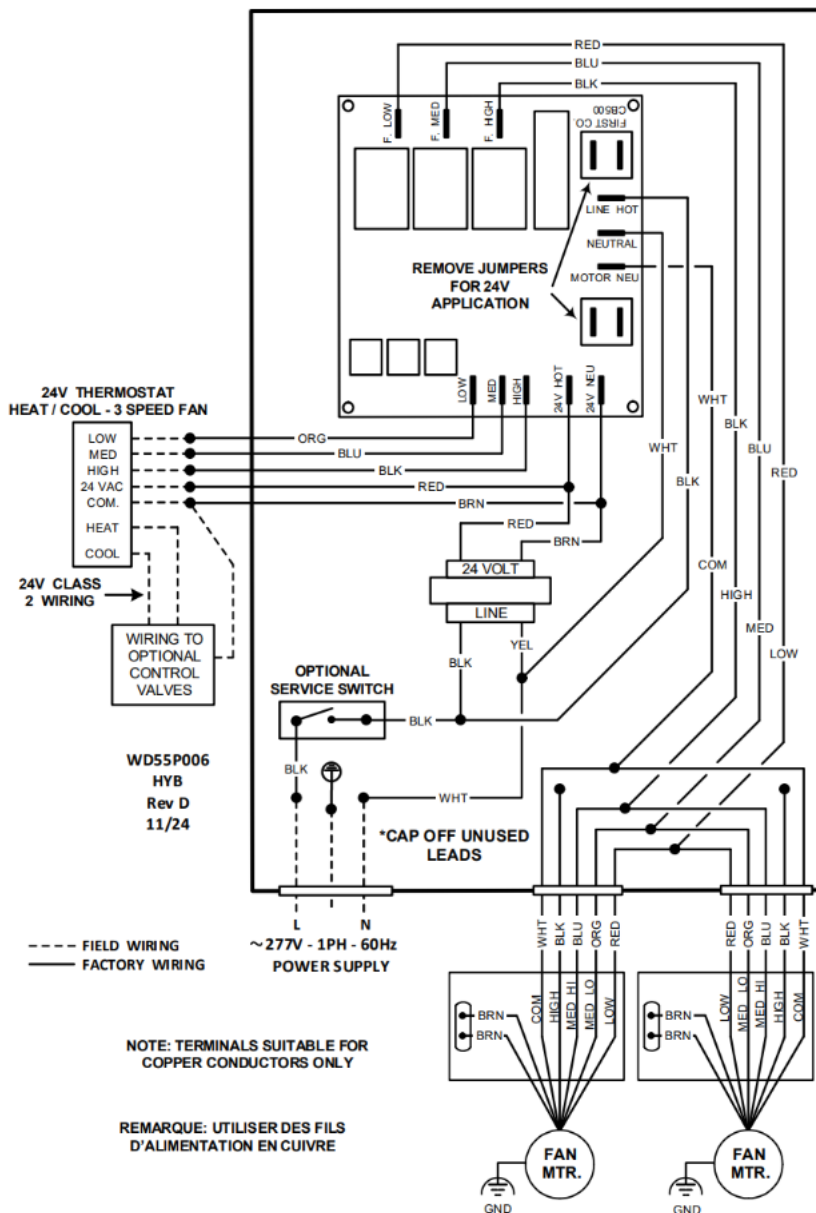 RED
BLU
BLK
F. LOW
F. MED
F. HIGH
FIRST CO.
CB500
LINE HOT
NEUTRAL
MOTOR NEU
REMOVE JUMPERS
FOR 24V
APPLICATION
LOW
MED
HIGH
24V HOT
24V NEU
24V THERMOSTAT
HEAT / COOL - 3 SPEED FAN
LOW
MED
HIGH
24 VAC
COM.
HEAT
COOL
ORG
BLU
BLK
RED
BRN
RED
BRN
WHT
BLK
WHT
BLK
BLU
RED
COM
HIGH
MED
LOW
24V CLASS
2 WIRING
24 VOLT
LINE
WIRING TO
OPTIONAL
CONTROL
VALVES
BLK
YEL
OPTIONAL
SERVICE SWITCH
BLK
BLK
WHT
WD55P006
HYB
Rev D
11/24
*CAP OFF UNUSED
LEADS
L
N
~277V - 1PH - 60Hz
POWER SUPPLY
FIELD WIRING
FACTORY WIRING
WHT
BLK
BLU
ORG
RED
RED
ORG
BLU
BLK
WHT
COM
HIGH
MED HI
MED LO
LOW
LOW
MED LO
MED HI
HIGH
COM
BRN
BRN
BRN
BRN
NOTE: TERMINALS SUITABLE FOR
COPPER CONDUCTORS ONLY
REMARQUE: UTILISER DES FILS
D'ALIMENTATION EN CUIVRE
FAN
MTR.
FAN
MTR.
GND
GND